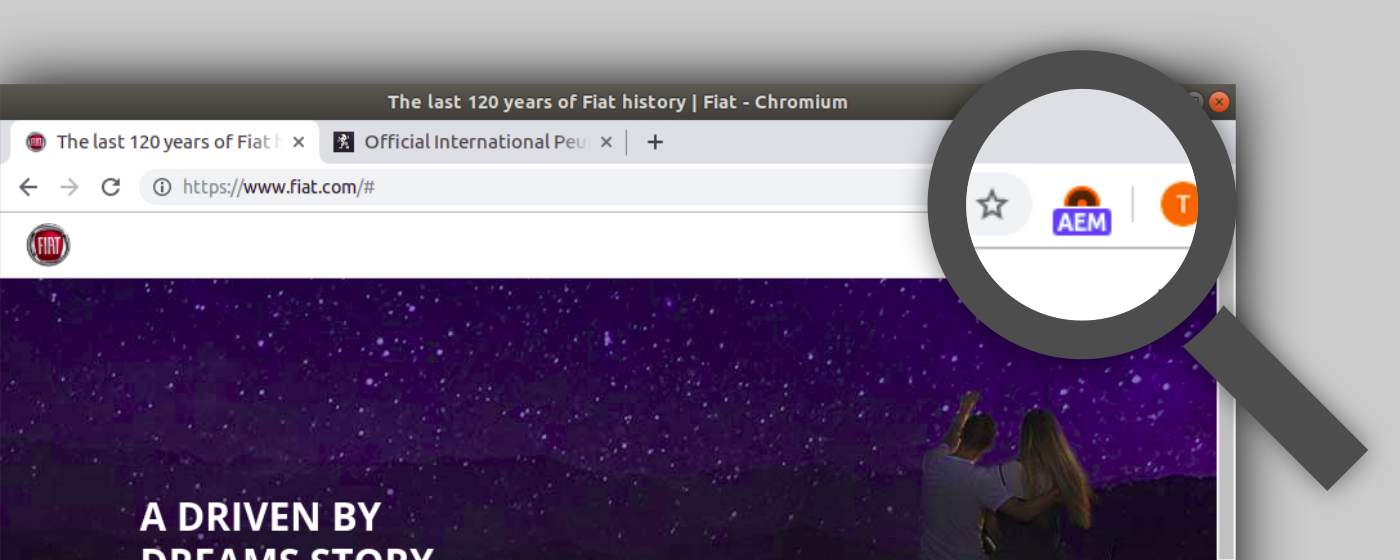 The last 120 years of Fiat history | Fiat - Chromium
The last 120 years of Fiat h
Official International Peu
https://www.fiat.com/#
AEM
T
FIAT
A DRIVEN BY
DREAMS STORY